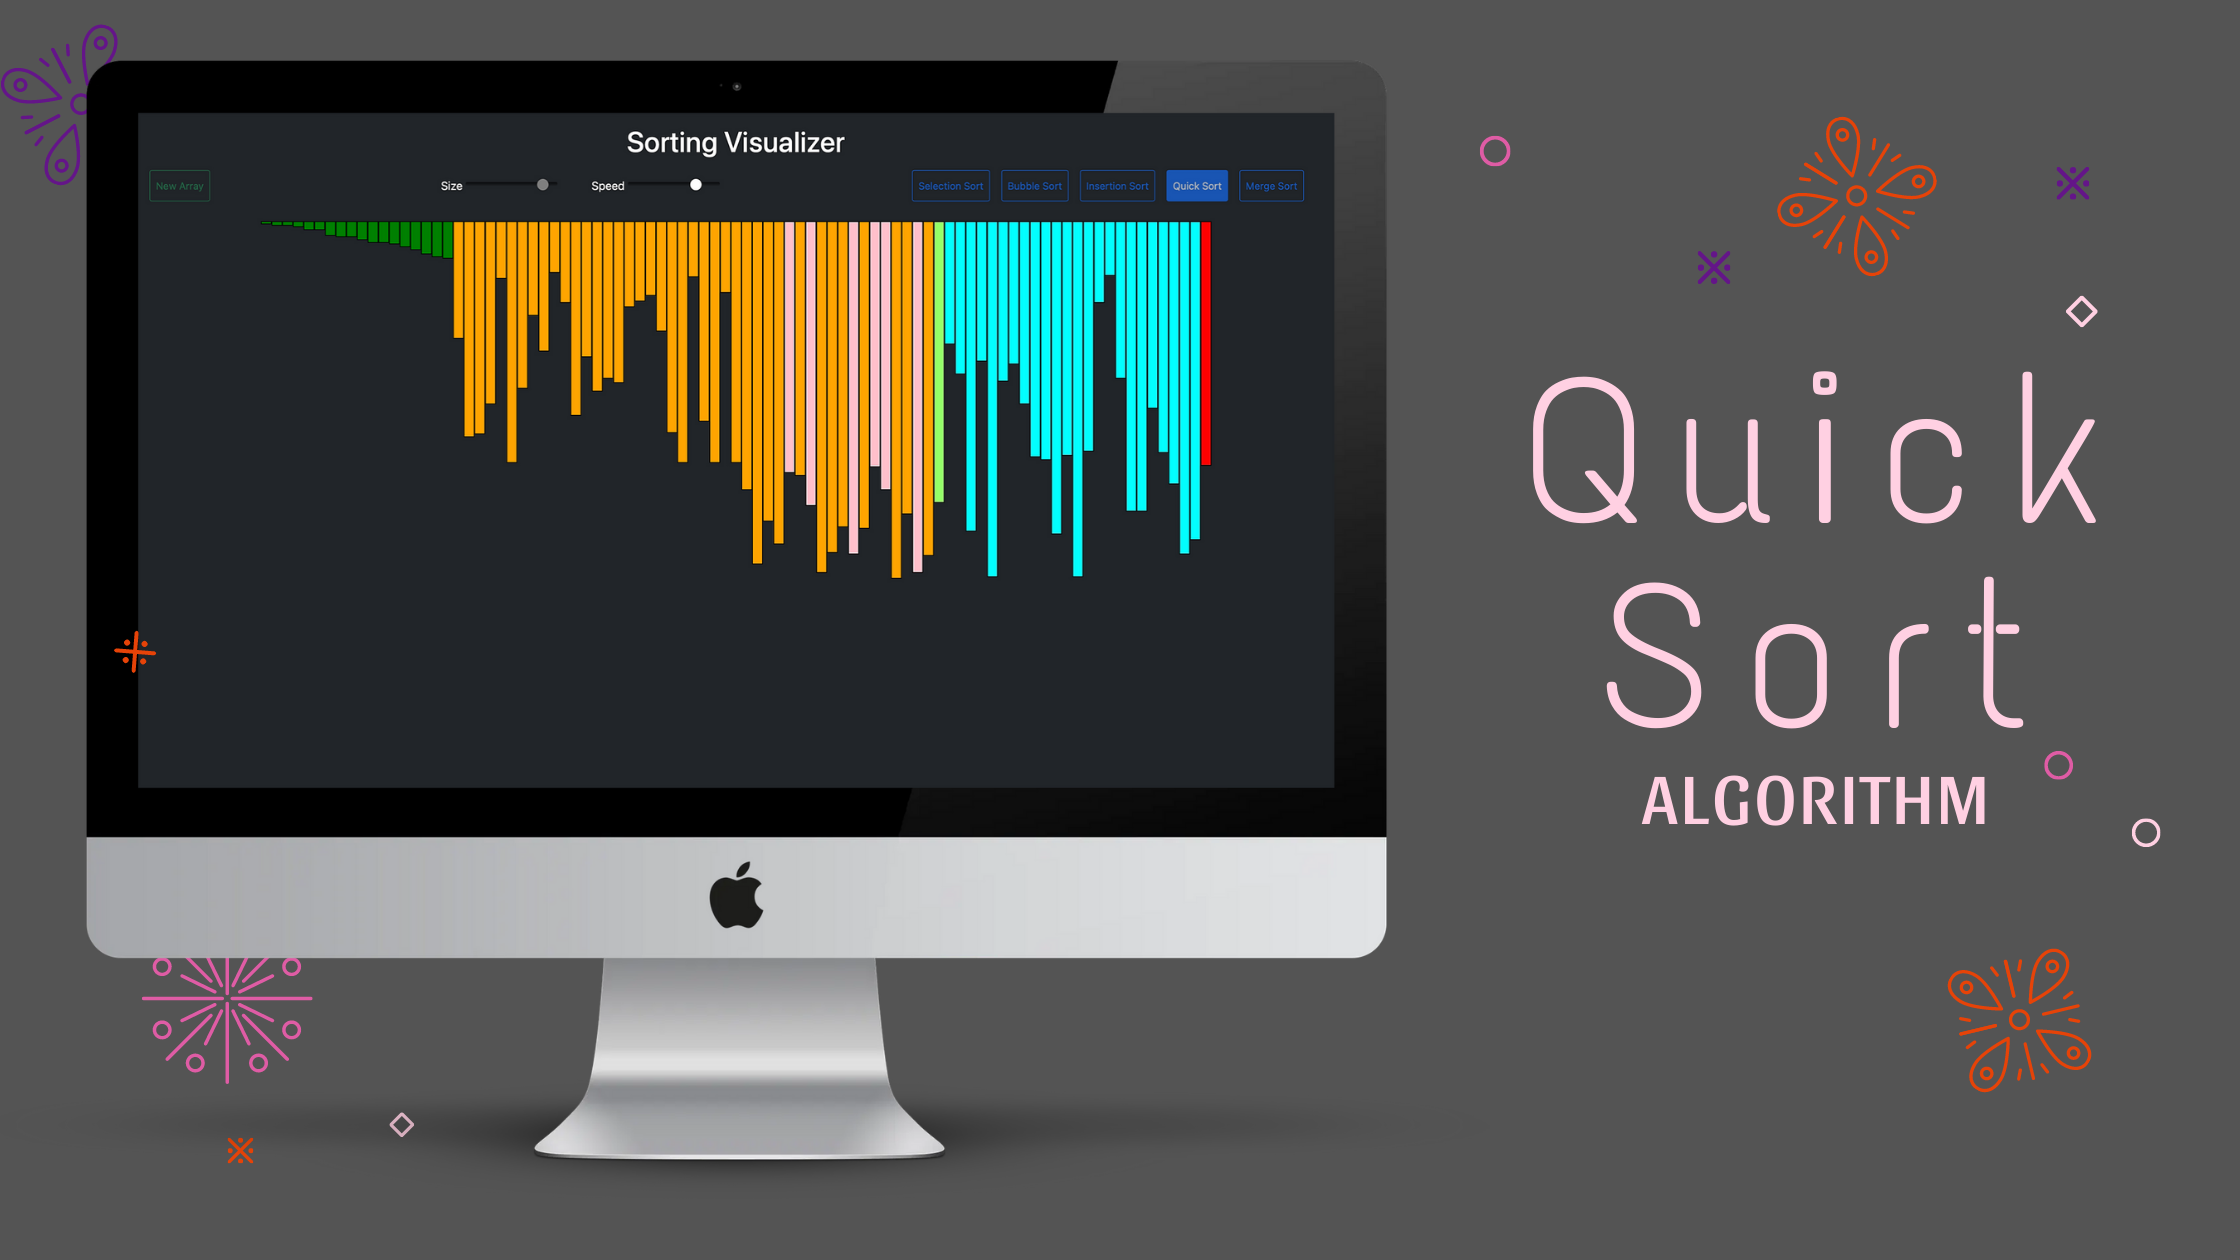 Sorting Visualizer
New Array
Size
Speed
Selection Sort
Bubble Sort
Insertion Sort
Quick Sort
Merge Sort
Quick
Sort
ALGORITHM